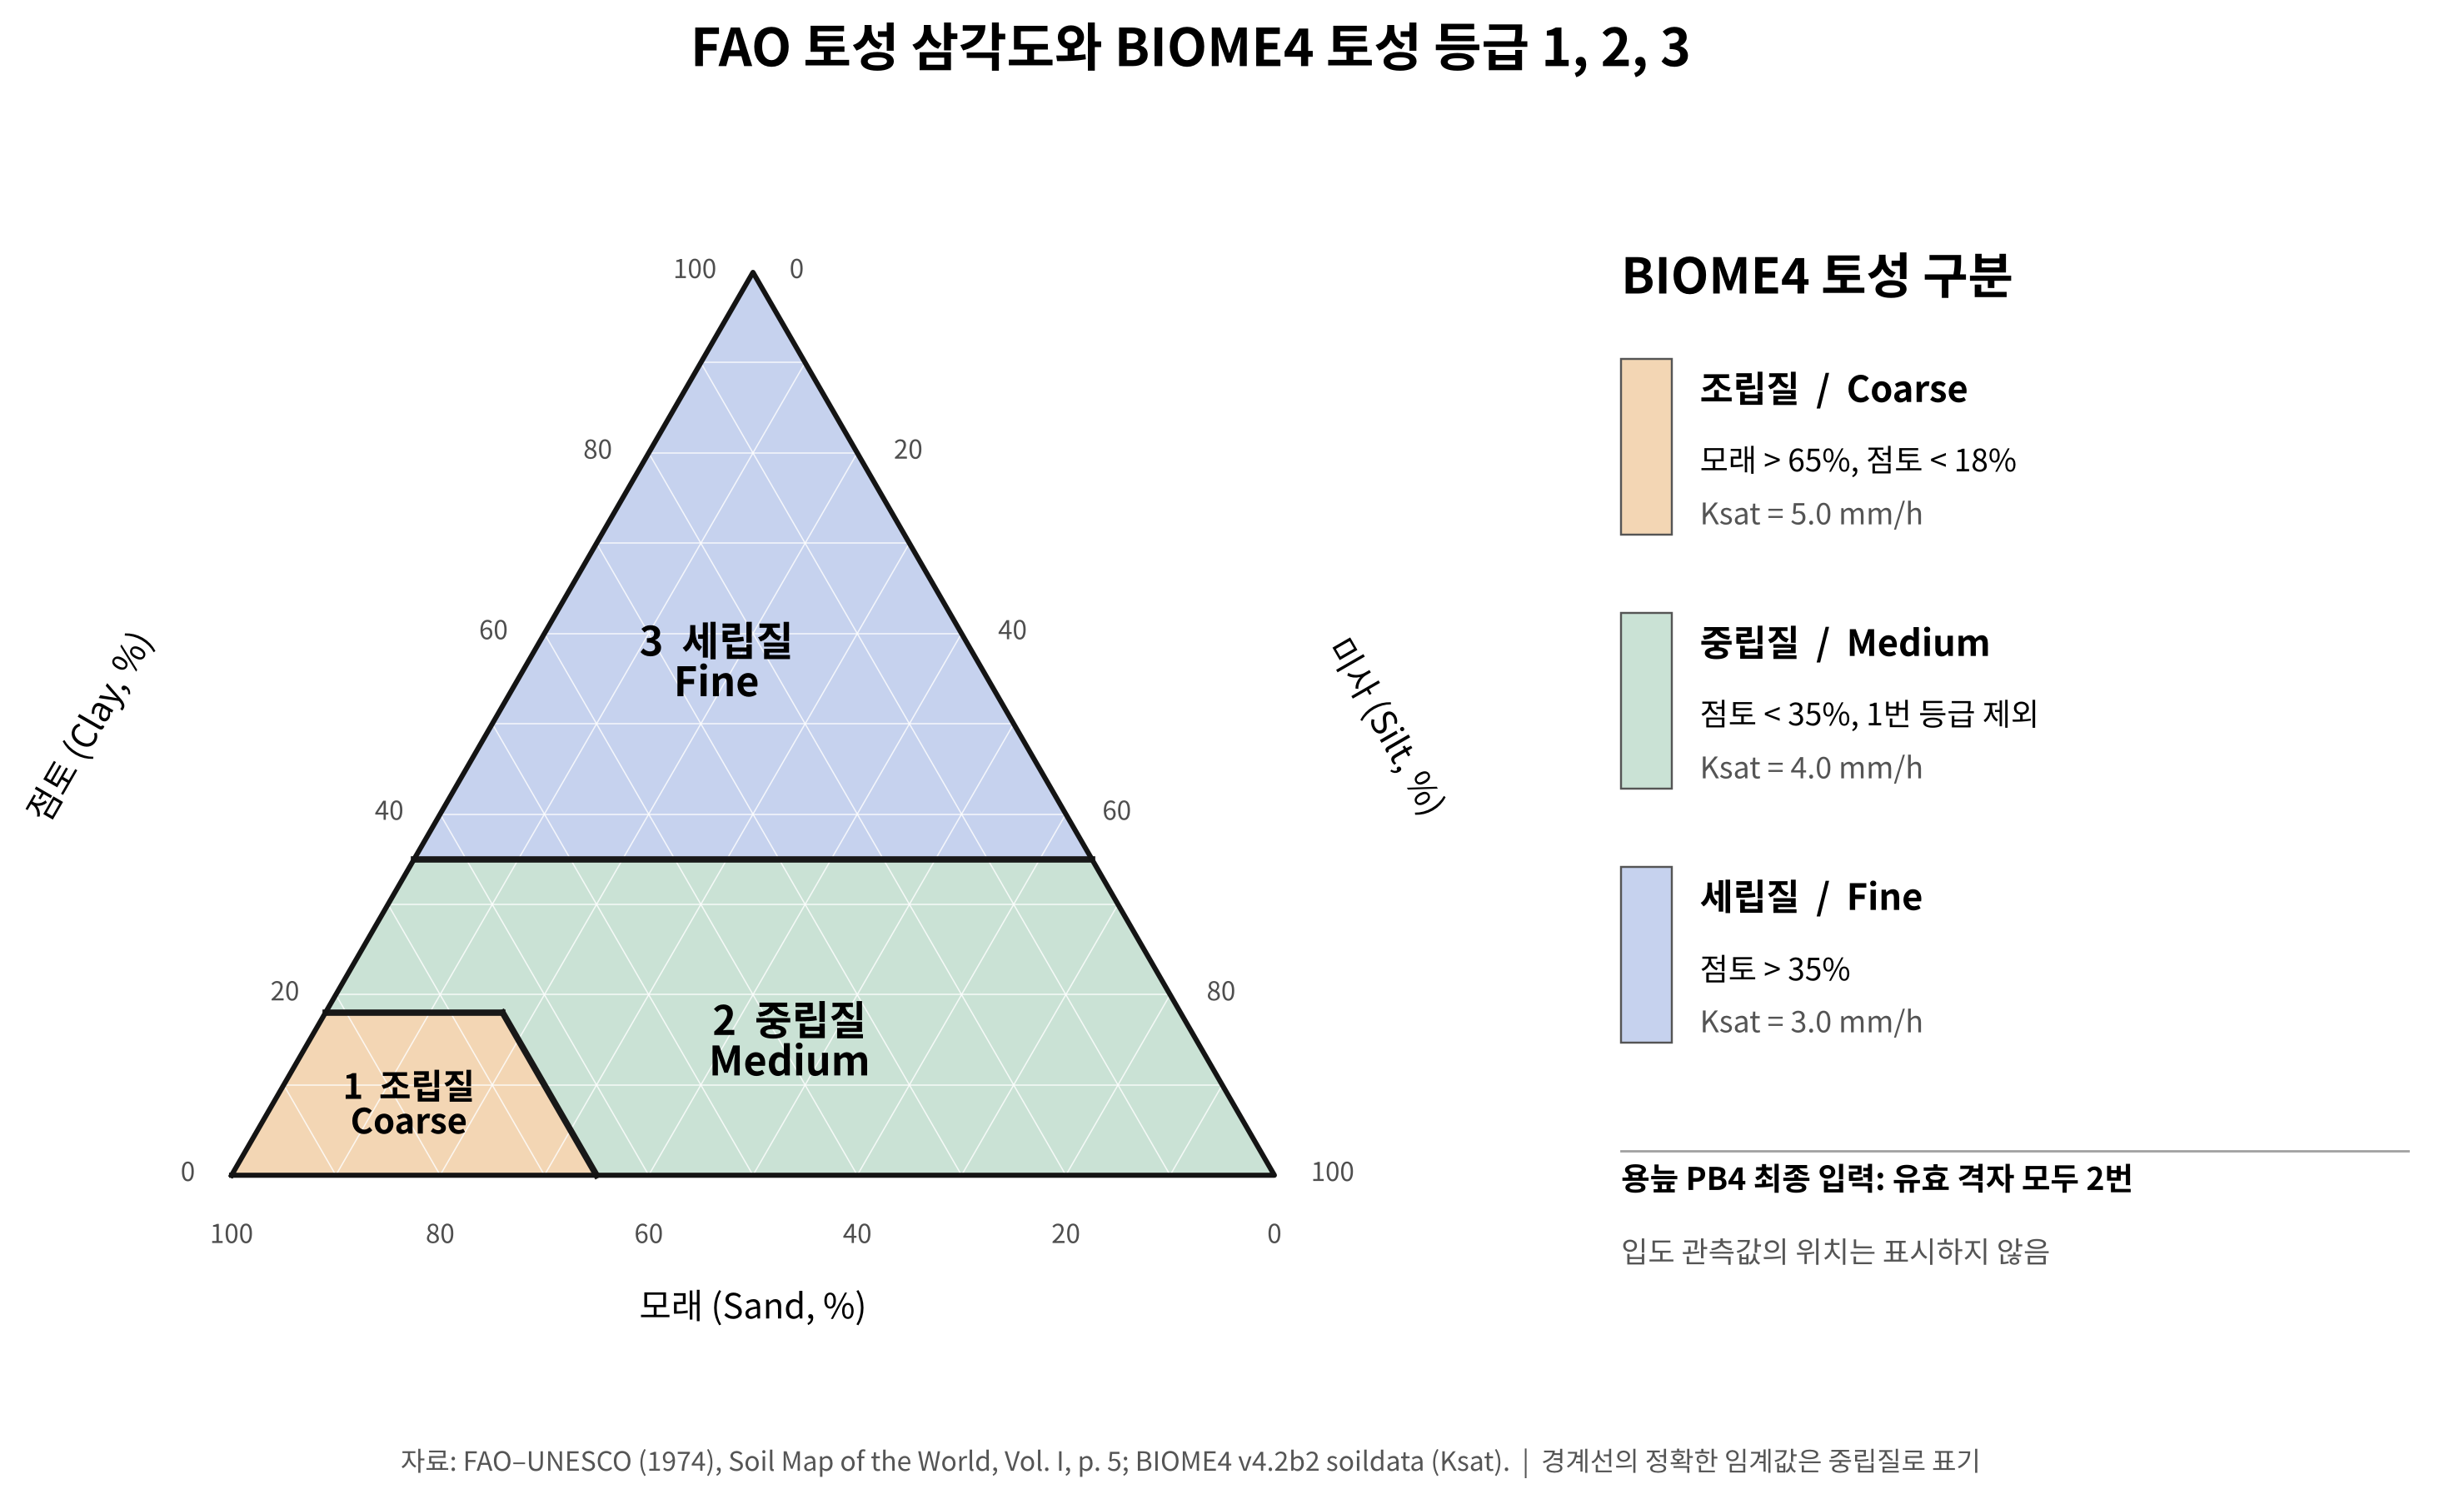 FAO 토성 삼각도와 BIOME4 토성 등급 1, 2, 3
100
0
80
20
60
40
40
60
20
80
0
100
점토 (Clay, %)
미사 (Silt, %)
3 세립질
Fine
2 중립질
Medium
1 조립질
Coarse
100
80
60
40
20
0
모래 (Sand, %)
BIOME4 토성 구분
조립질 / Coarse
모래 > 65%, 점토 < 18%
Ksat = 5.0 mm/h
중립질 / Medium
점토 < 35%, 1번 등급 제외
Ksat = 4.0 mm/h
세립질 / Fine
점토 > 35%
Ksat = 3.0 mm/h
용늪 PB4 최종 입력: 유효 격자 모두 2번
입도 관측값의 위치는 표시하지 않음
자료: FAO–UNESCO (1974), Soil Map of the World, Vol. I, p. 5; BIOME4 v4.2b2 soildata (Ksat). | 경계선의 정확한 임계값은 중립질로 표기